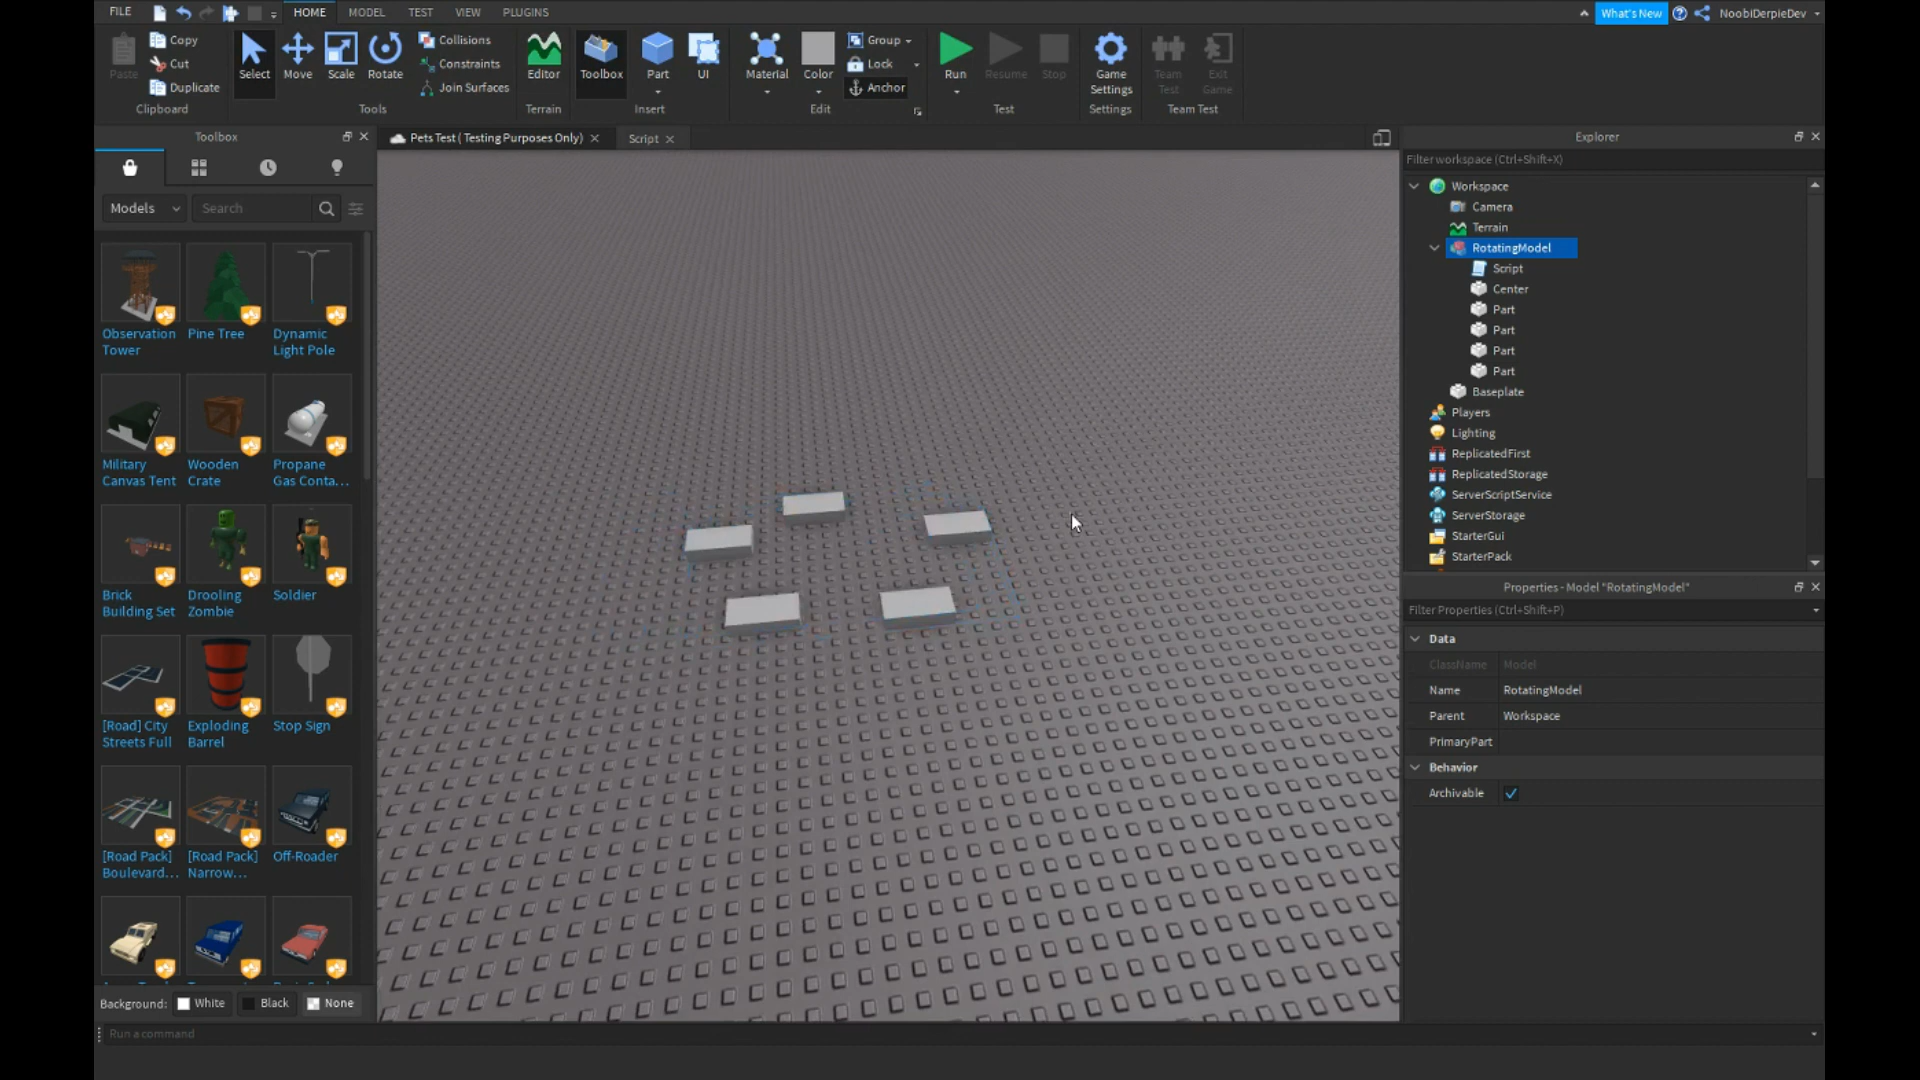 FILE
HOME
MODEL
TEST
VIEW
PLUGINS
What's New
NoobiDerpieDev
Paste
Copy
Cut
Duplicate
Clipboard
Select
Move
Scale
Rotate
Collisions
Constraints
Join Surfaces
Tools
Editor
Terrain
Toolbox
Part
UI
Insert
Material
Color
Group
Lock
Anchor
Edit
Run
Resume
Stop
Test
Game
Settings
Settings
Team
Test
Exit
Game
Team Test
Toolbox
Models
Search
Observation
Tower
Pine Tree
Dynamic
Light Pole
Military
Canvas Tent
Wooden
Crate
Propane
Gas Conta...
Brick
Building Set
Drooling
Zombie
Soldier
[Road] City
Streets Full
Exploding
Barrel
Stop Sign
[Road Pack]
Boulevard...
[Road Pack]
Narrow...
Off-Roader
Background:
White
Black
None
Run a command
Pets Test ( Testing Purposes Only)
Script
Explorer
Filter workspace (Ctrl+Shift+X)
Workspace
Camera
Terrain
RotatingModel
Script
Center
Part
Part
Part
Part
Baseplate
Players
Lighting
ReplicatedFirst
ReplicatedStorage
ServerScriptService
ServerStorage
StarterGui
StarterPack
Properties - Model "RotatingModel"
Filter Properties (Ctrl+Shift+P)
Data
ClassName Model
Name RotatingModel
Parent Workspace
PrimaryPart
Behavior
Archivable